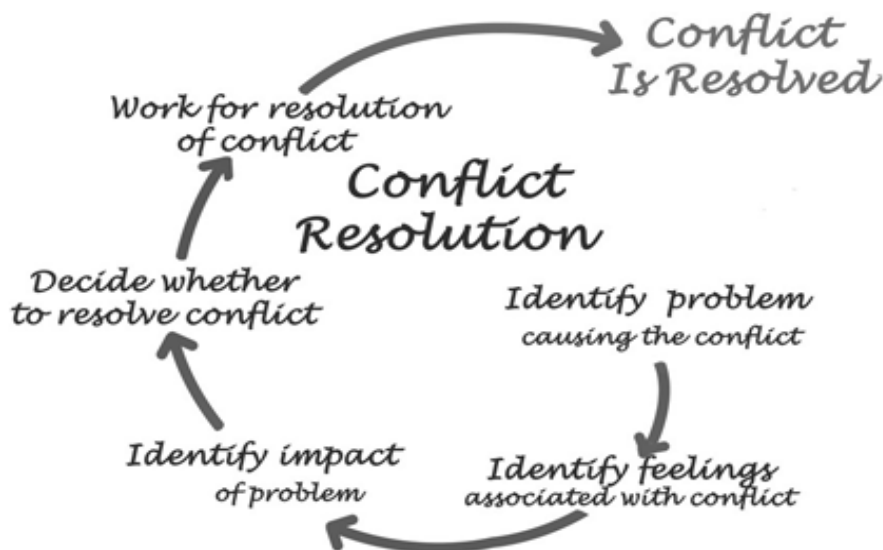 Conflict
Resolution
Identify problem
causing the conflict
Identify feelings
associated with conflict
Identify impact
of problem
Decide whether
to resolve conflict
Work for resolution
of conflict
Conflict
Is Resolved